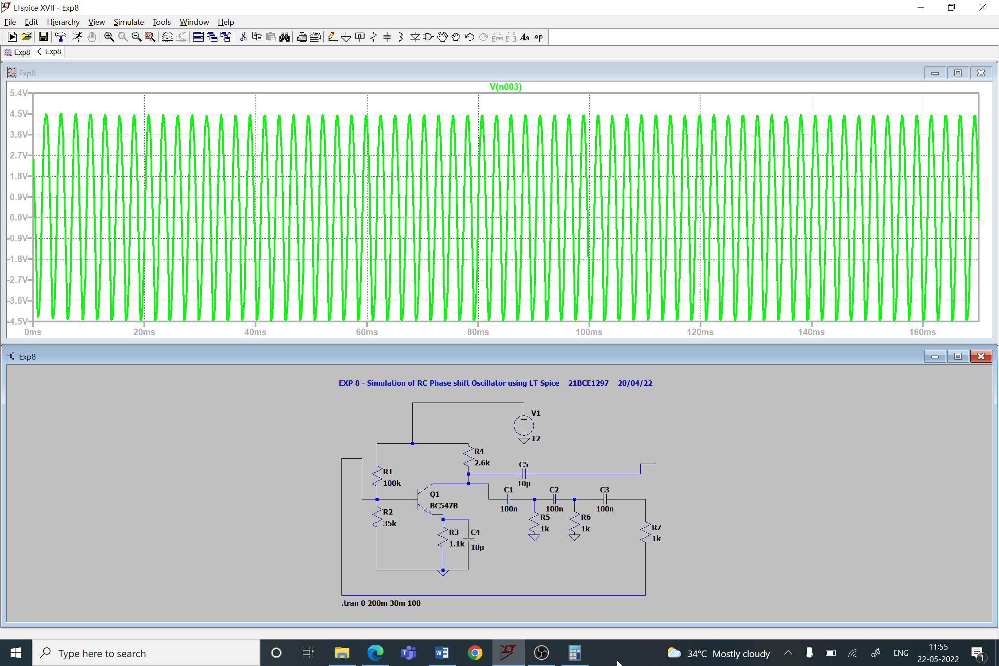 LTspice XVII - Exp8
File Edit Hierarchy View Simulate Tools Window Help
Exp8 Exp8
Exp8
V(n003)
5.4V
4.5V
3.6V
2.7V
1.8V
0.9V
0.0V
-0.9V
-1.8V
-2.7V
-3.6V
-4.5V
0ms 20ms 40ms 60ms 80ms 100ms 120ms 140ms 160ms
Exp8
EXP 8 - Simulation of RC Phase shift Oscillator using LT Spice 21BCE1297 20/04/22
V1
12
R4
2.6k
C5
10µ
R1
100k
Q1
BC547B
C1
100n
C2
100n
C3
100n
R2
35k
R5
1k
R6
1k
R7
1k
R3
1.1k
C4
10µ
.tran 0 200m 30m 100
Type here to search
34°C Mostly cloudy
ENG
11:55
22-05-2022
1